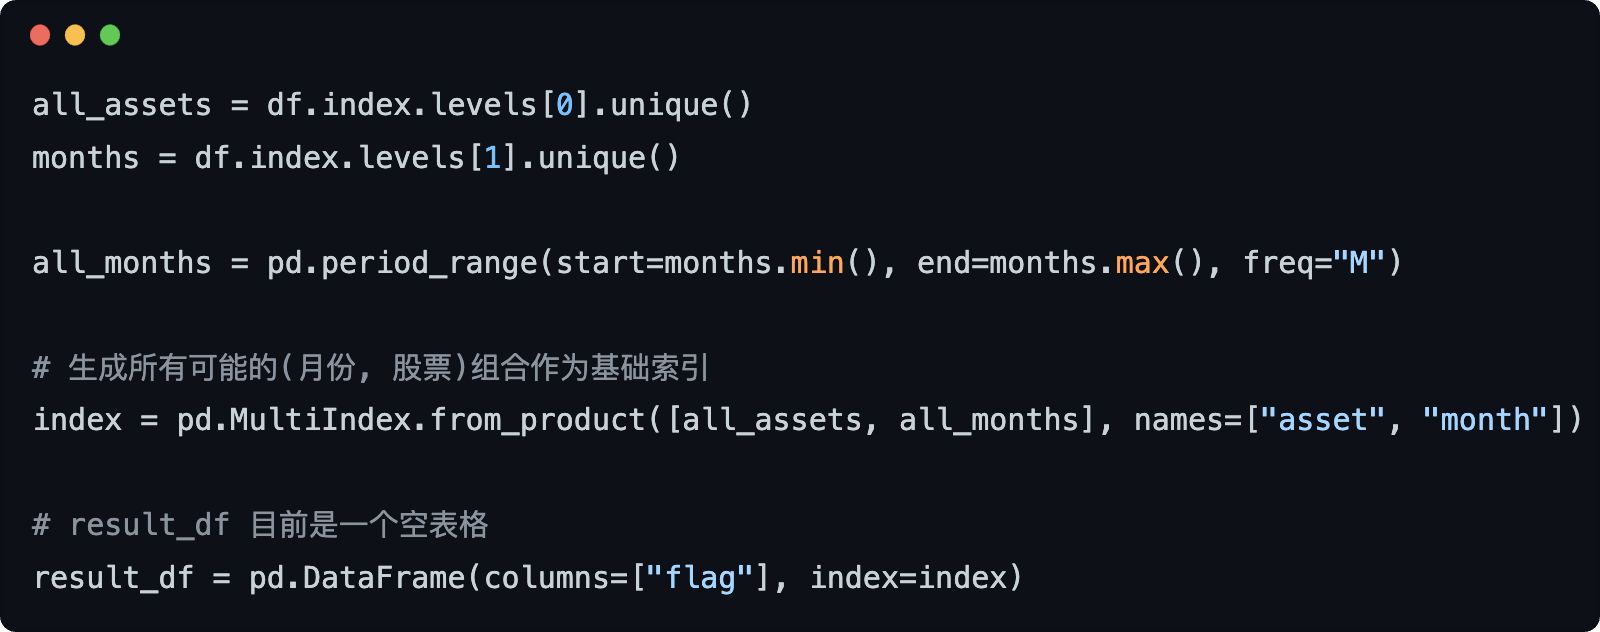 all_assets = df.index.levels[0].unique()
months = df.index.levels[1].unique()
all_months = pd.period_range(start=months.min(), end=months.max(), freq="M")
# 生成所有可能的(月份, 股票)组合作为基础索引
index = pd.MultiIndex.from_product([all_assets, all_months], names=["asset", "month"])
# result_df 目前是一个空表格
result_df = pd.DataFrame(columns=["flag"], index=index)